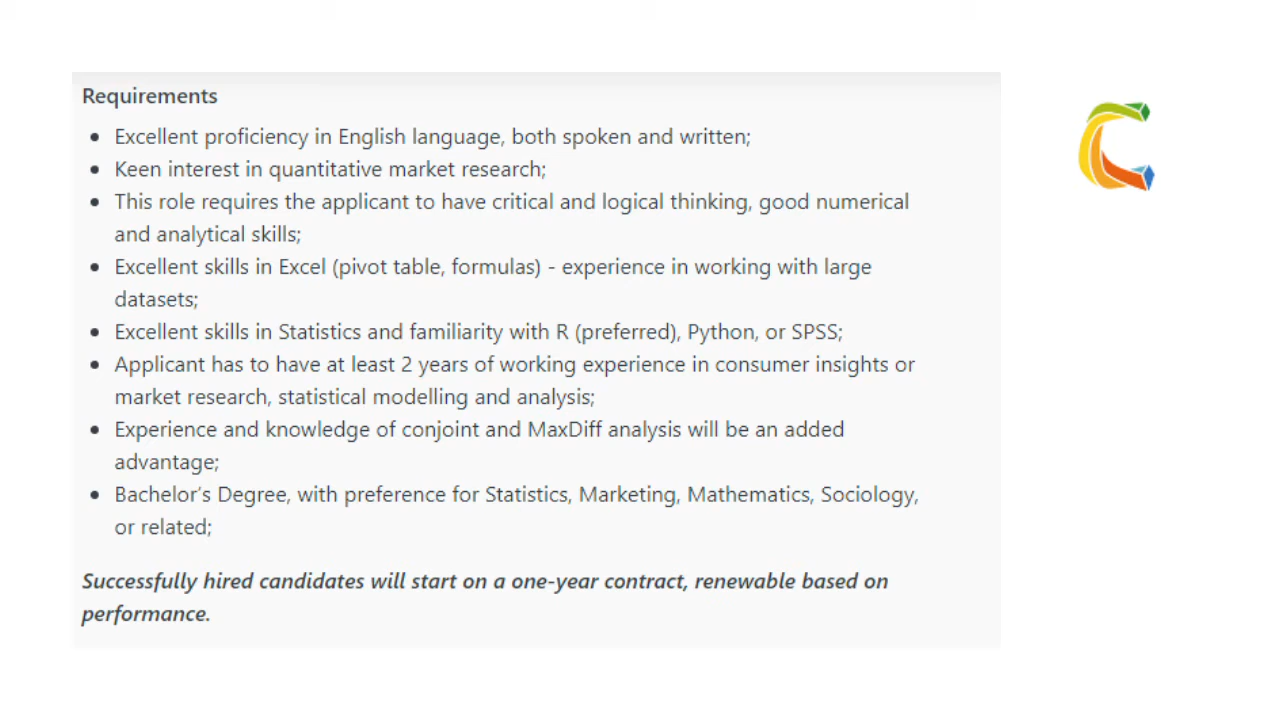 Requirements
• Excellent proficiency in English language, both spoken and written;
• Keen interest in quantitative market research;
• This role requires the applicant to have critical and logical thinking, good numerical
and analytical skills;
• Excellent skills in Excel (pivot table, formulas) - experience in working with large
datasets;
• Excellent skills in Statistics and familiarity with R (preferred), Python, or SPSS;
• Applicant has to have at least 2 years of working experience in consumer insights or
market research, statistical modelling and analysis;
• Experience and knowledge of conjoint and MaxDiff analysis will be an added
advantage;
• Bachelor's Degree, with preference for Statistics, Marketing, Mathematics, Sociology,
or related;
Successfully hired candidates will start on a one-year contract, renewable based on
performance.